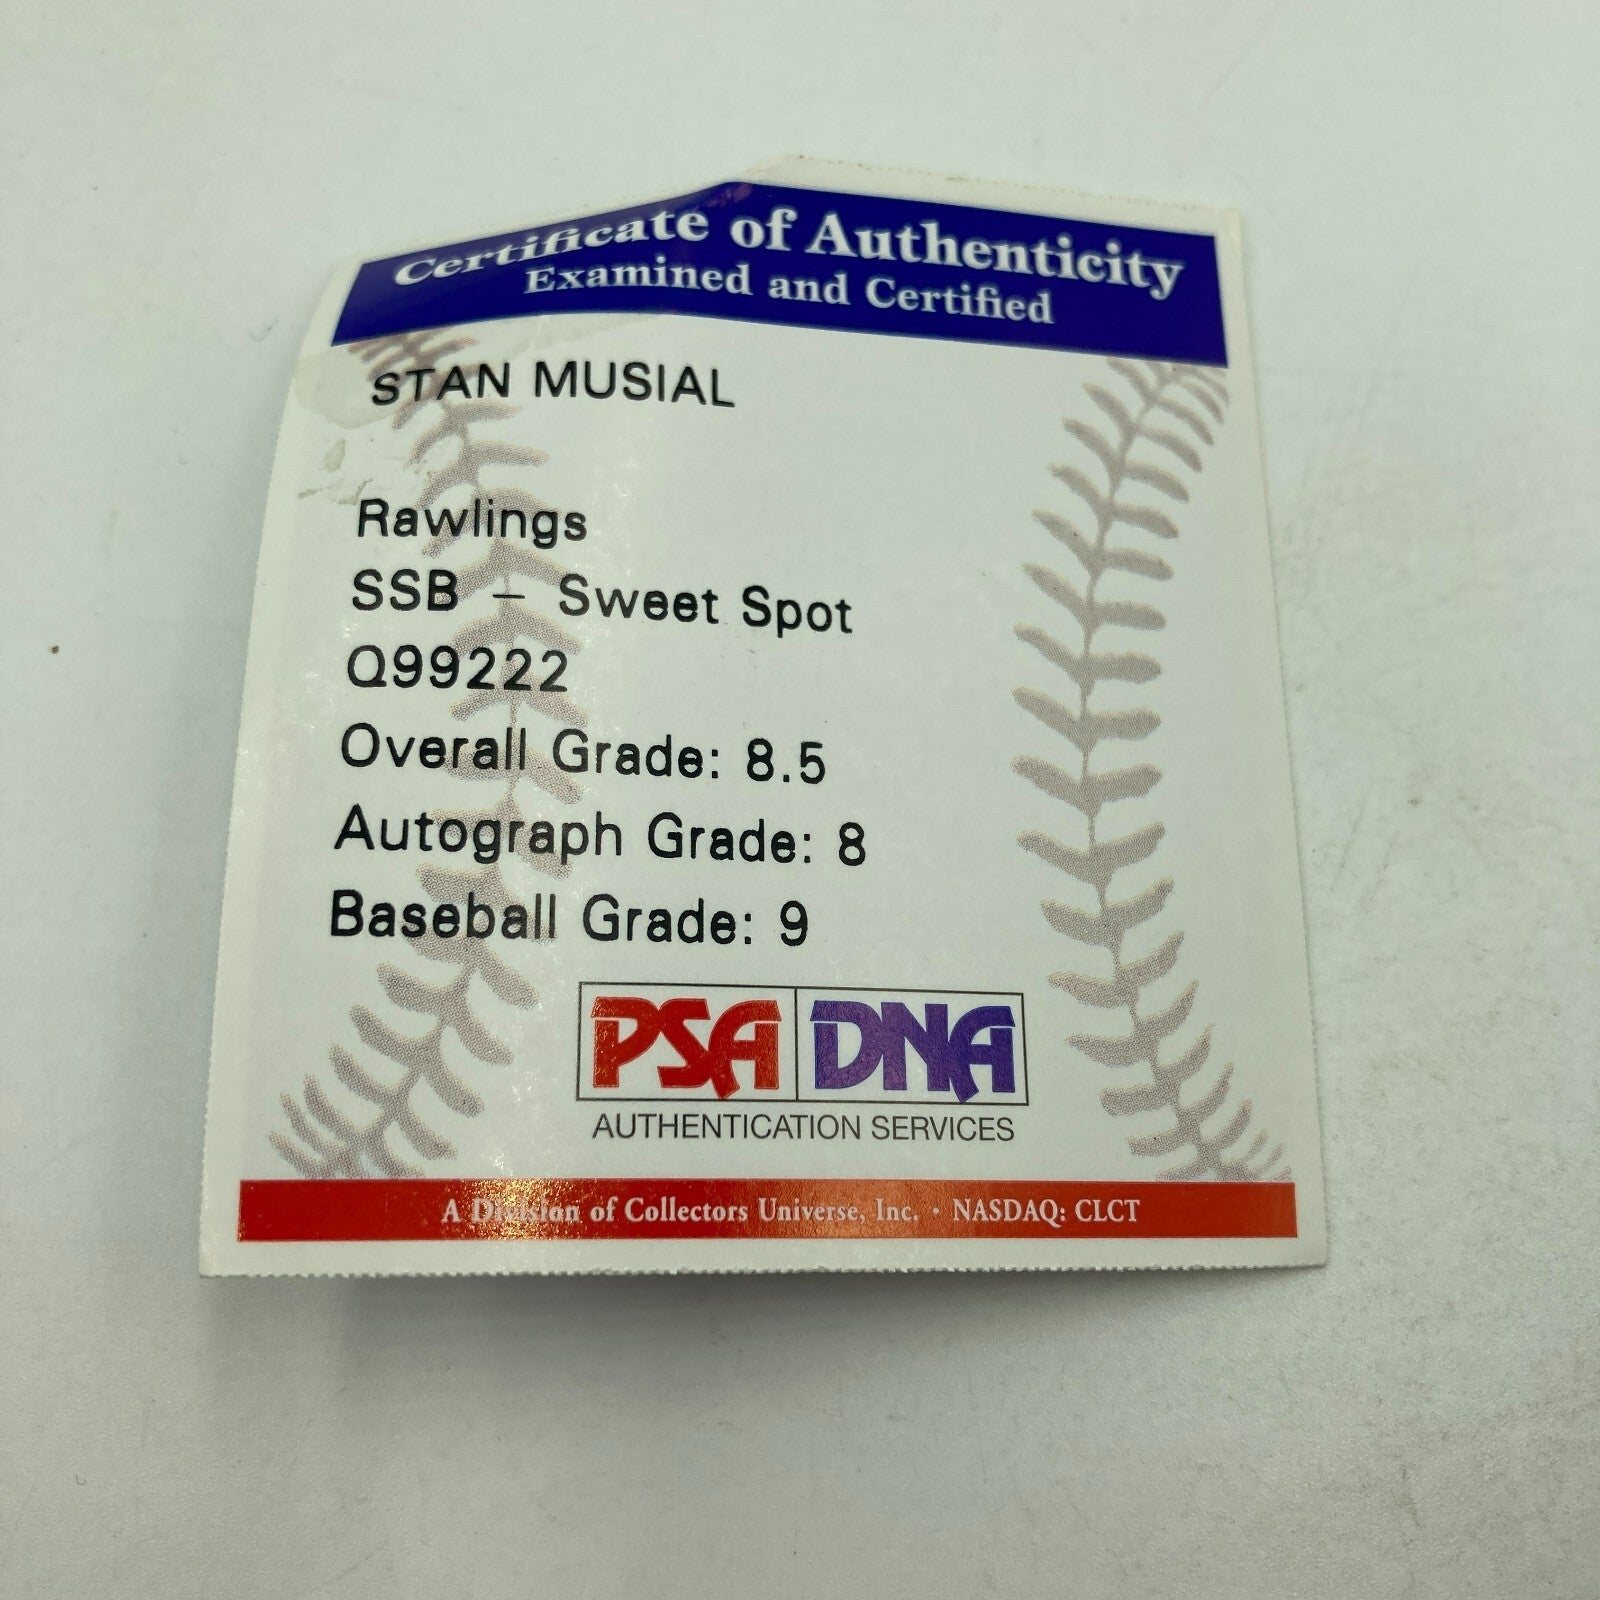 Certificate of Authenticity
Examined and Certified
STAN MUSIAL
Rawlings
SSB - Sweet Spot
Q99222
Overall Grade: 8.5
Autograph Grade: 8
Baseball Grade: 9
PSA DNA
AUTHENTICATION SERVICES
A Division of Collectors Universe, Inc. • NASDAQ: CLCT